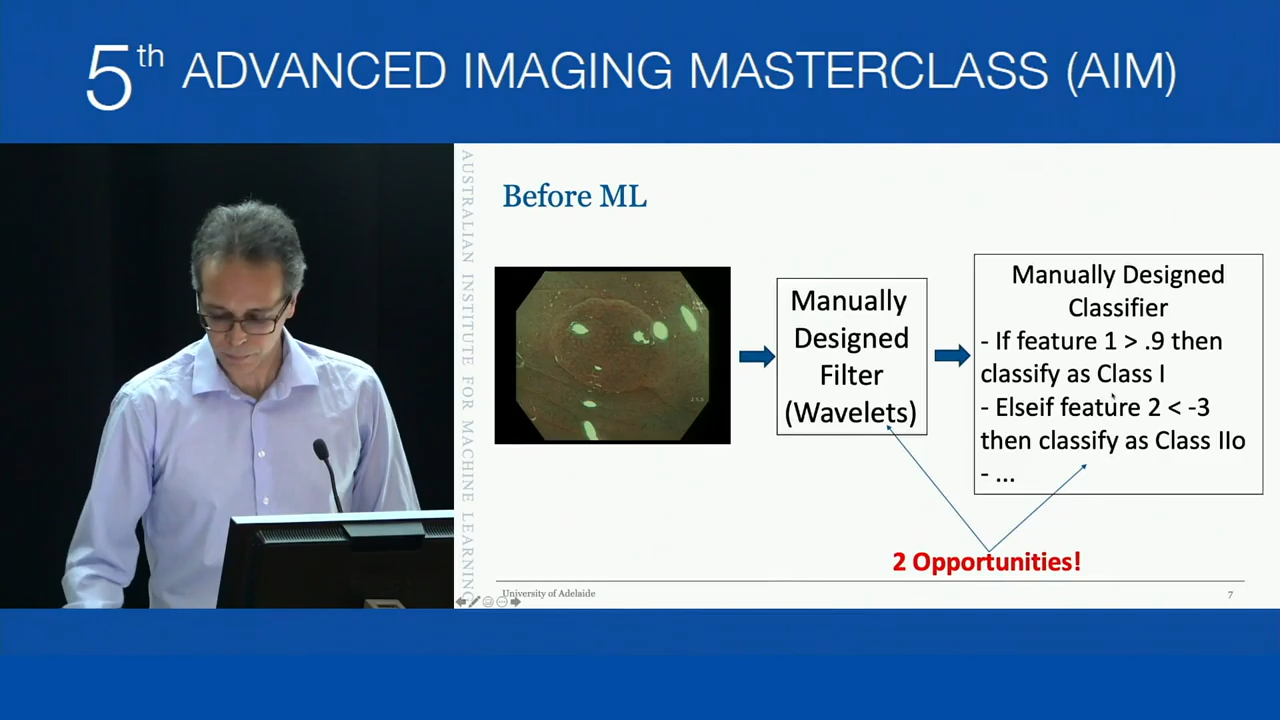 5th ADVANCED IMAGING MASTERCLASS (AIM)
AUSTRALIAN INSTITUTE FOR MACHINE LEARNING
Before ML
Manually
Designed
Filter
(Wavelets)
Manually Designed
Classifier
- If feature 1 > .9 then
classify as Class I
- Elseif feature 2 < -3
then classify as Class IIo
- ...
2 Opportunities!
University of Adelaide
7